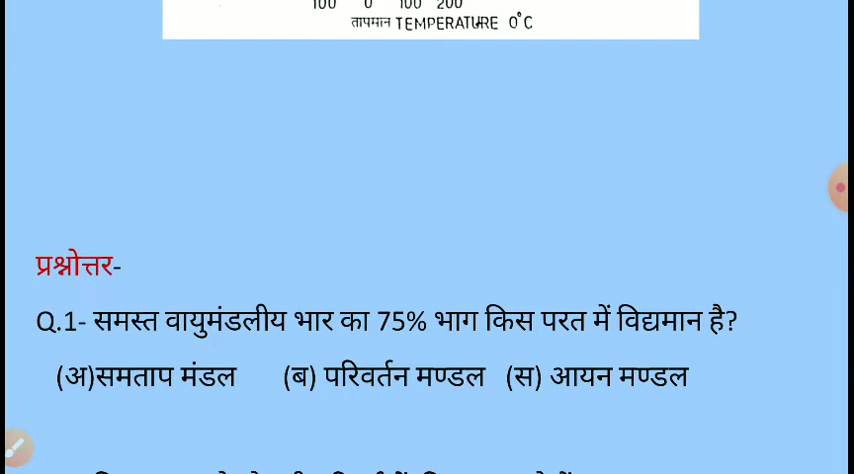 100 0 100 200
तापमान TEMPERATURE 0°C
प्रश्नोत्तर-
Q.1- समस्त वायुमंडलीय भार का 75% भाग किस परत में विद्यमान है?
(अ)समताप मंडल (ब) परिवर्तन मण्डल (स) आयन मण्डल